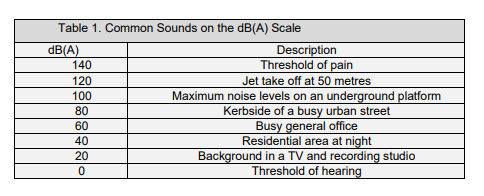 Table 1. Common Sounds on the dB(A) Scale
dB(A) Description
140 Threshold of pain
120 Jet take off at 50 metres
100 Maximum noise levels on an underground platform
80 Kerbside of a busy urban street
60 Busy general office
40 Residential area at night
20 Background in a TV and recording studio
0 Threshold of hearing